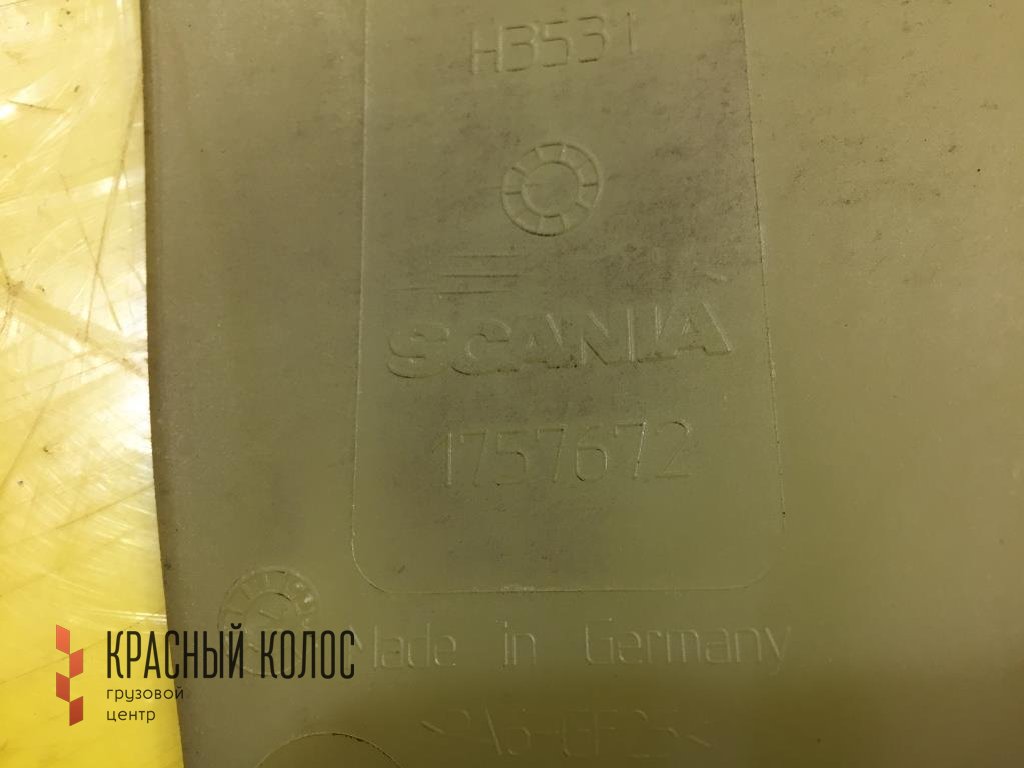 H3531
SCANIA
1757672
Made in Germany
КРАСНЫЙ КОЛОС
грузовой
центр